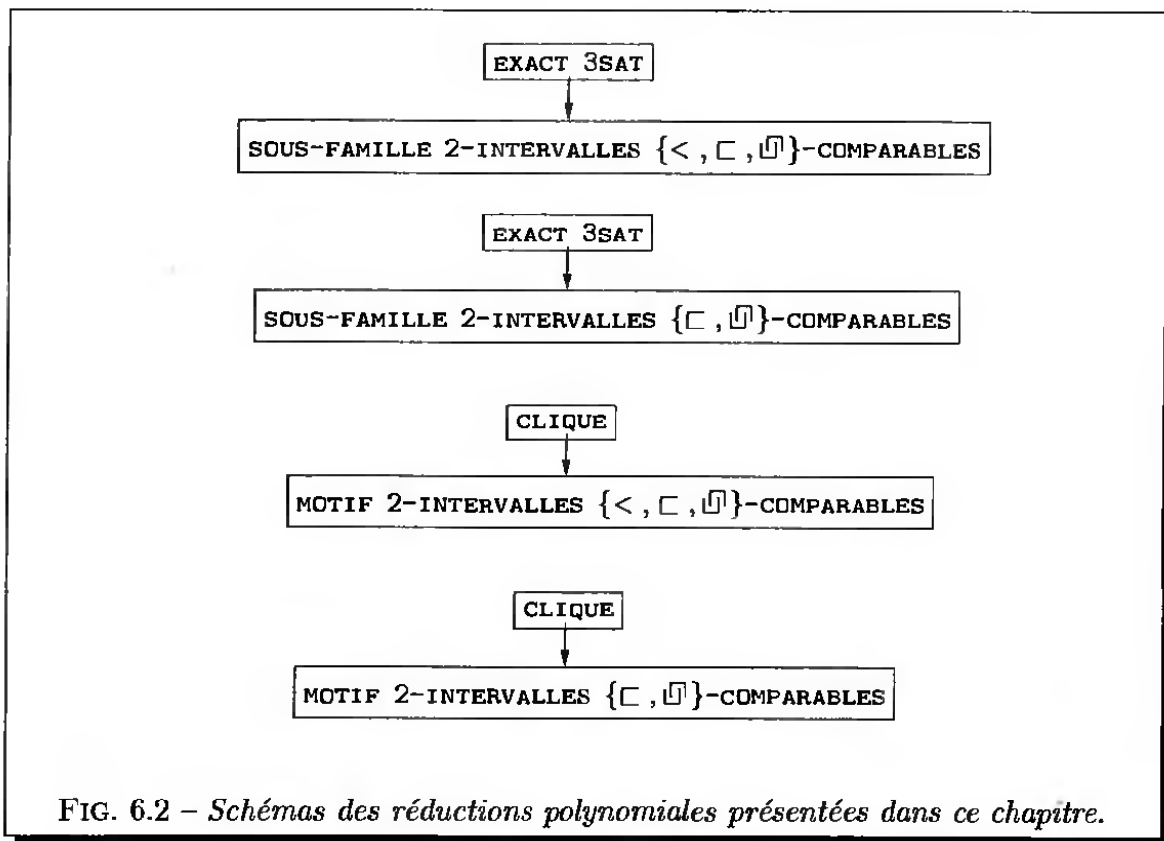 EXACT 3SAT
SOUS-FAMILLE 2-INTERVALLES {< , ⊏ , ≬}-COMPARABLES
EXACT 3SAT
SOUS-FAMILLE 2-INTERVALLES {⊏ , ≬}-COMPARABLES
CLIQUE
MOTIF 2-INTERVALLES {< , ⊏ , ≬}-COMPARABLES
CLIQUE
MOTIF 2-INTERVALLES {⊏ , ≬}-COMPARABLES
FIG. 6.2 – Schémas des réductions polynomiales présentées dans ce chapitre.